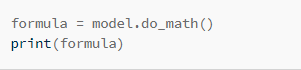 formula = model.do_math()
print(formula)